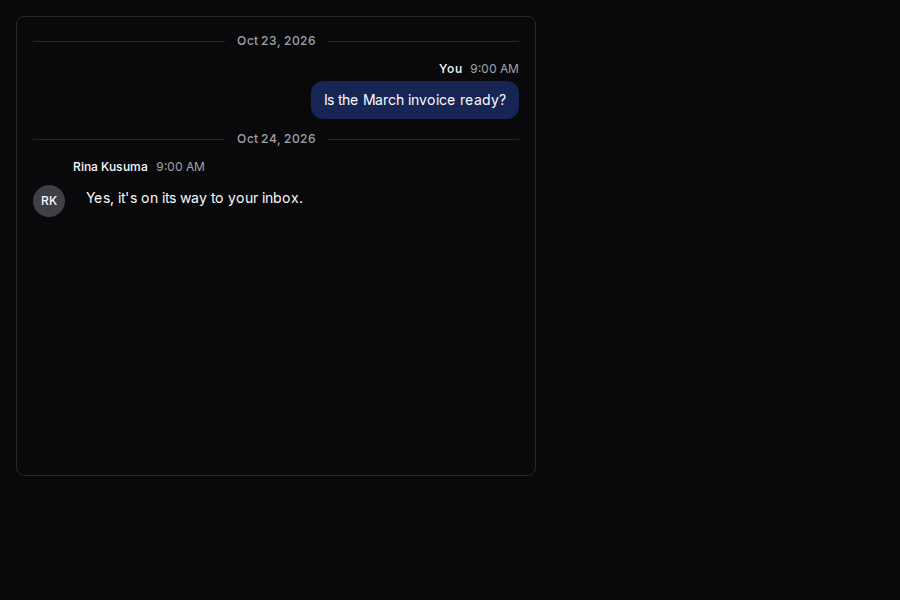 Oct 23, 2026
You 9:00 AM
Is the March invoice ready?
Oct 24, 2026
Rina Kusuma 9:00 AM
RK
Yes, it's on its way to your inbox.